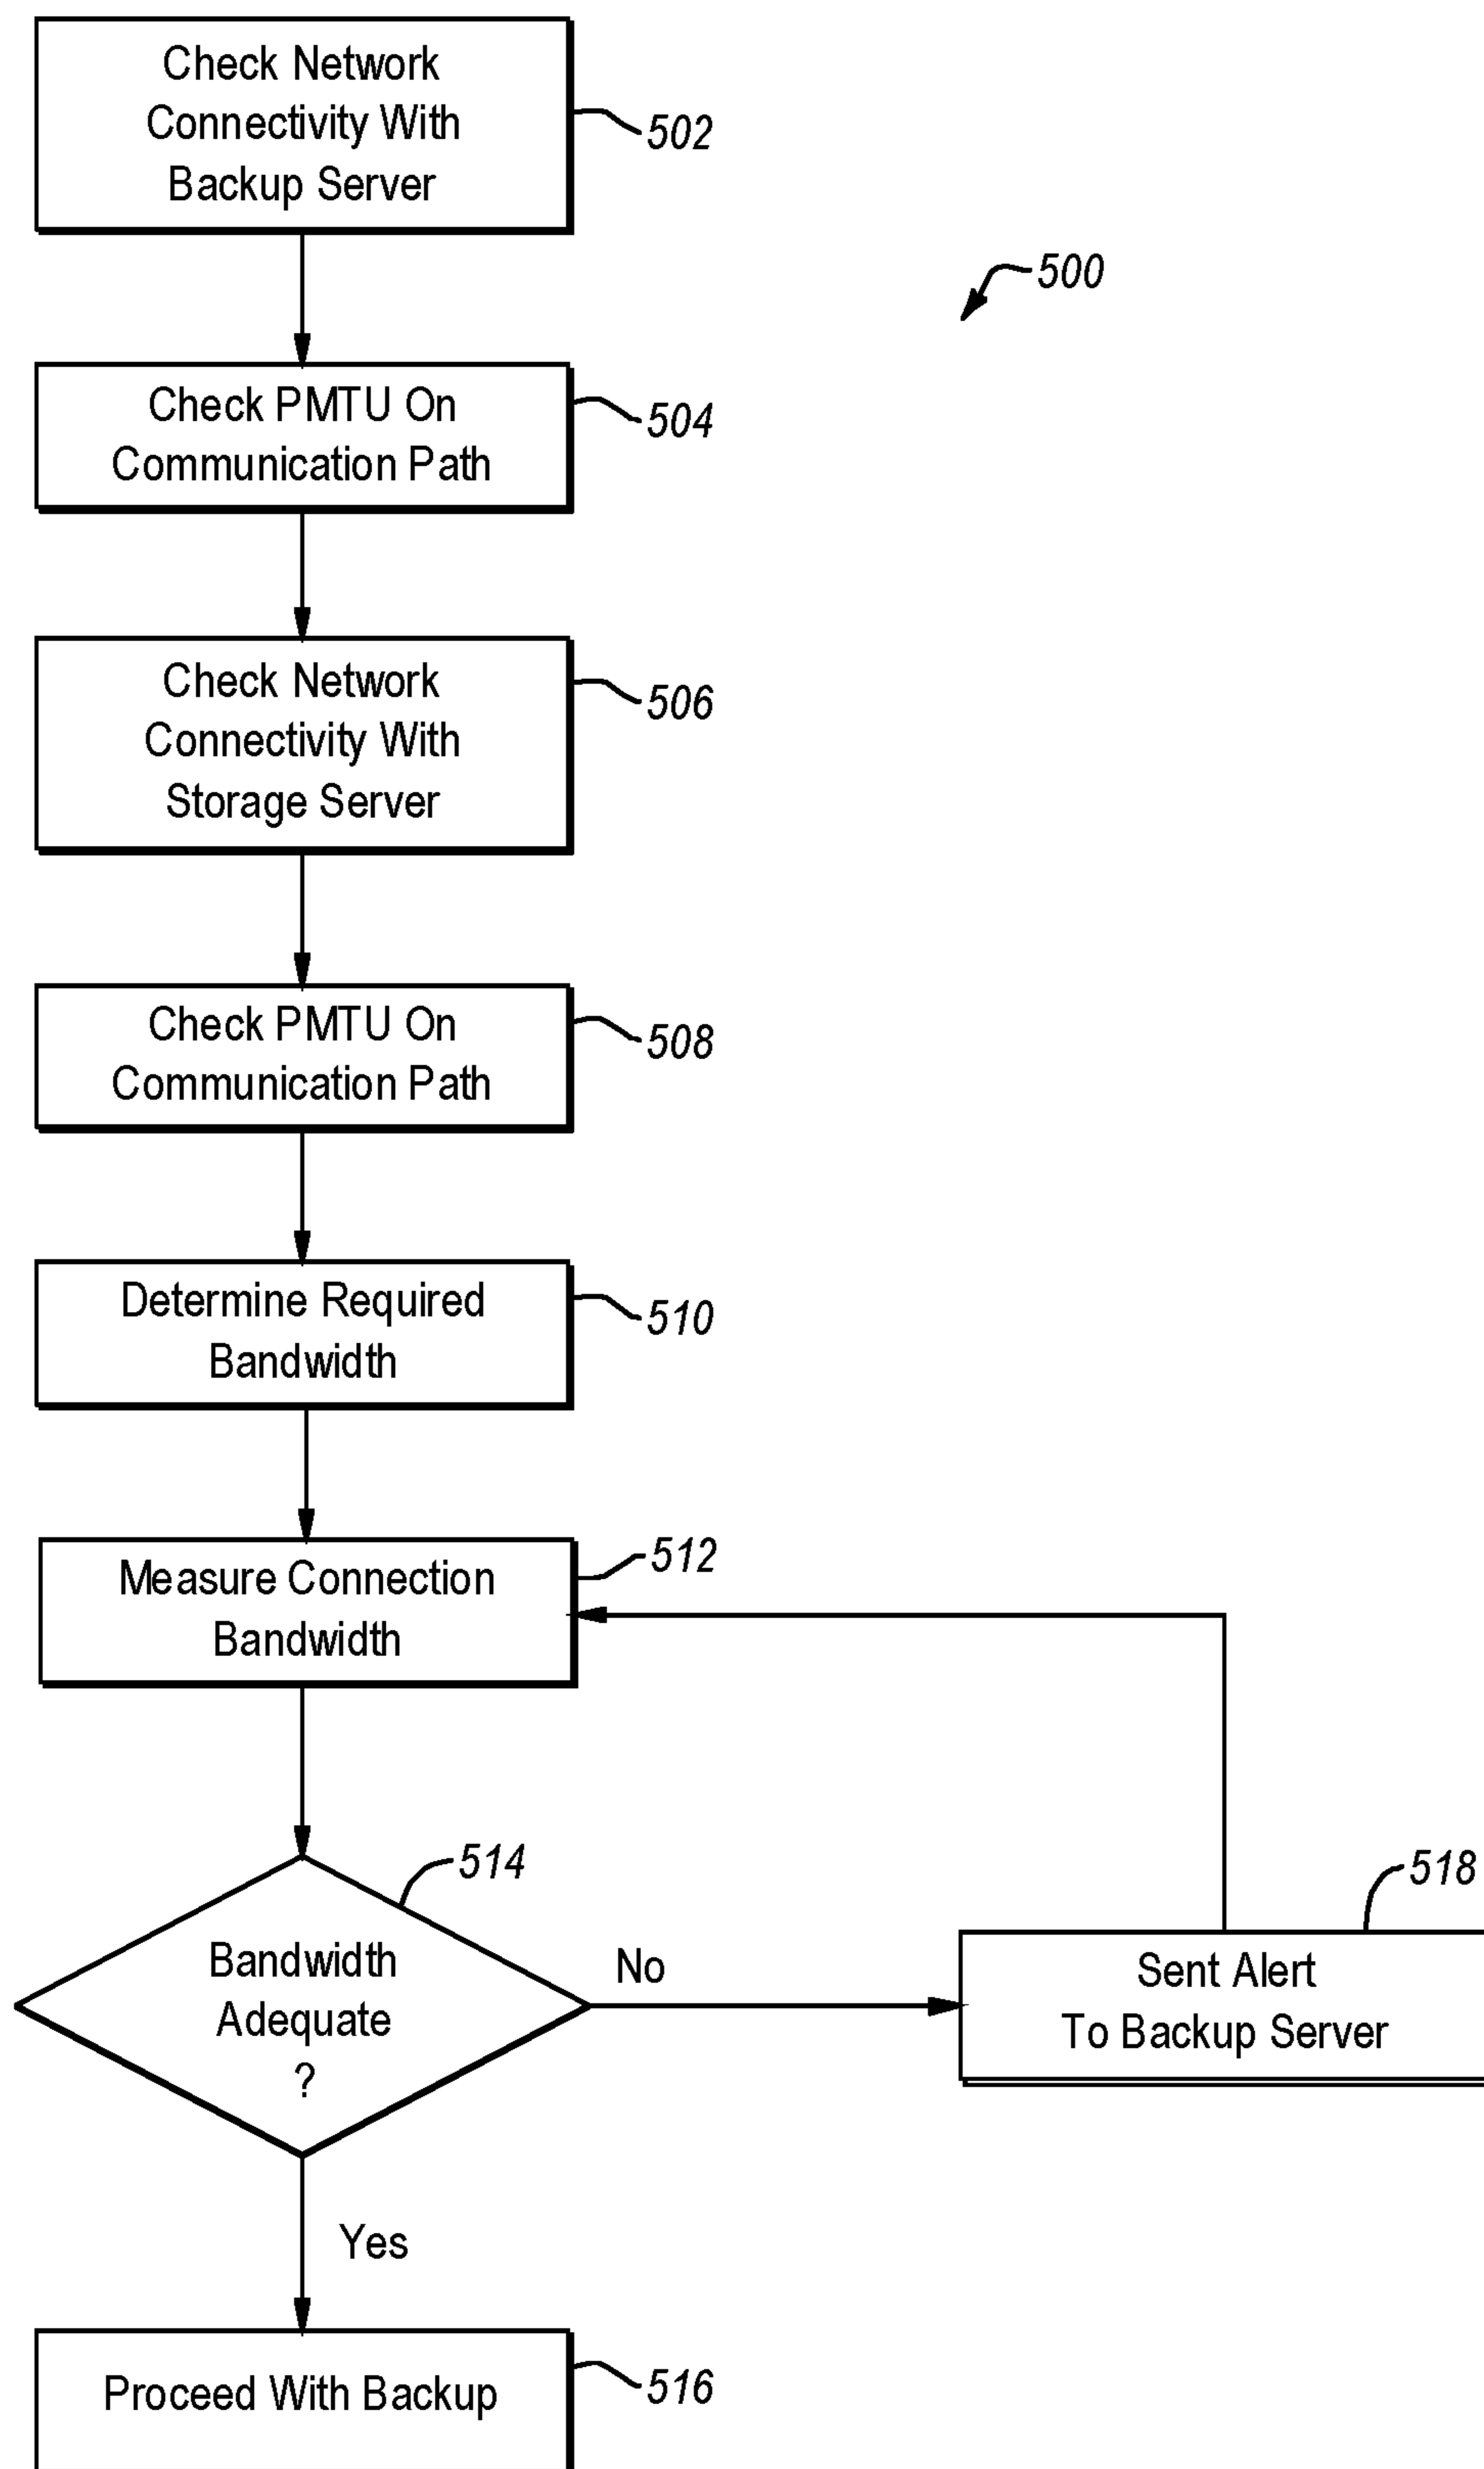 Check Network
Connectivity With
Backup Server
502
500
Check PMTU On
Communication Path
504
Check Network
Connectivity With
Storage Server
506
Check PMTU On
Communication Path
508
Determine Required
Bandwidth
510
Measure Connection
Bandwidth
512
Bandwidth
Adequate
?
514
No
Sent Alert
To Backup Server
518
Yes
Proceed With Backup
516